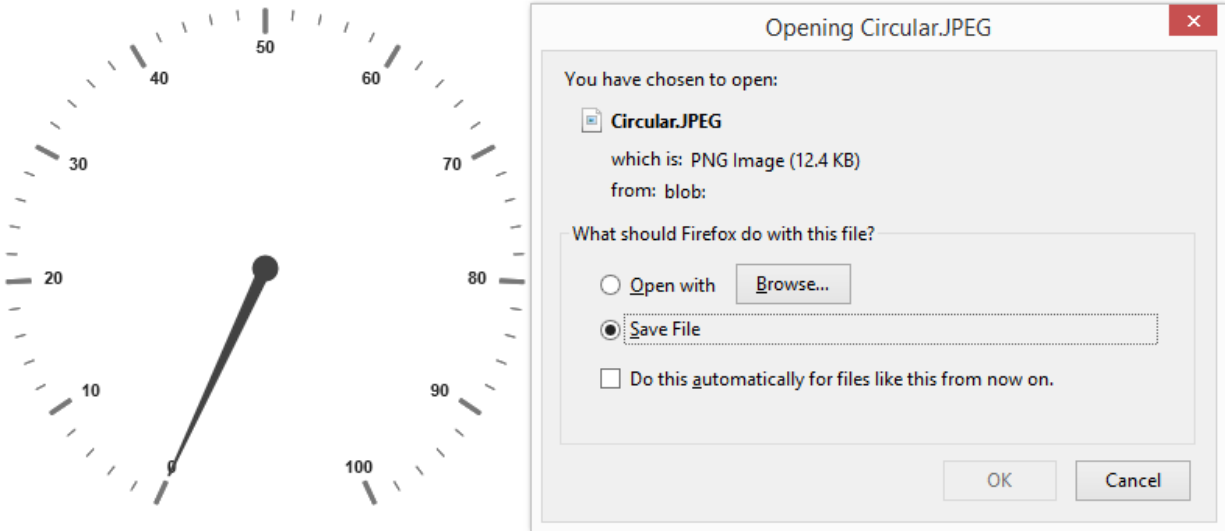 50
40
60
30
70
20
80
10
90
0
100
Opening Circular.JPEG
You have chosen to open:
Circular.JPEG
which is: PNG Image (12.4 KB)
from: blob:
What should Firefox do with this file?
Open with
Browse...
Save File
Do this automatically for files like this from now on.
OK
Cancel